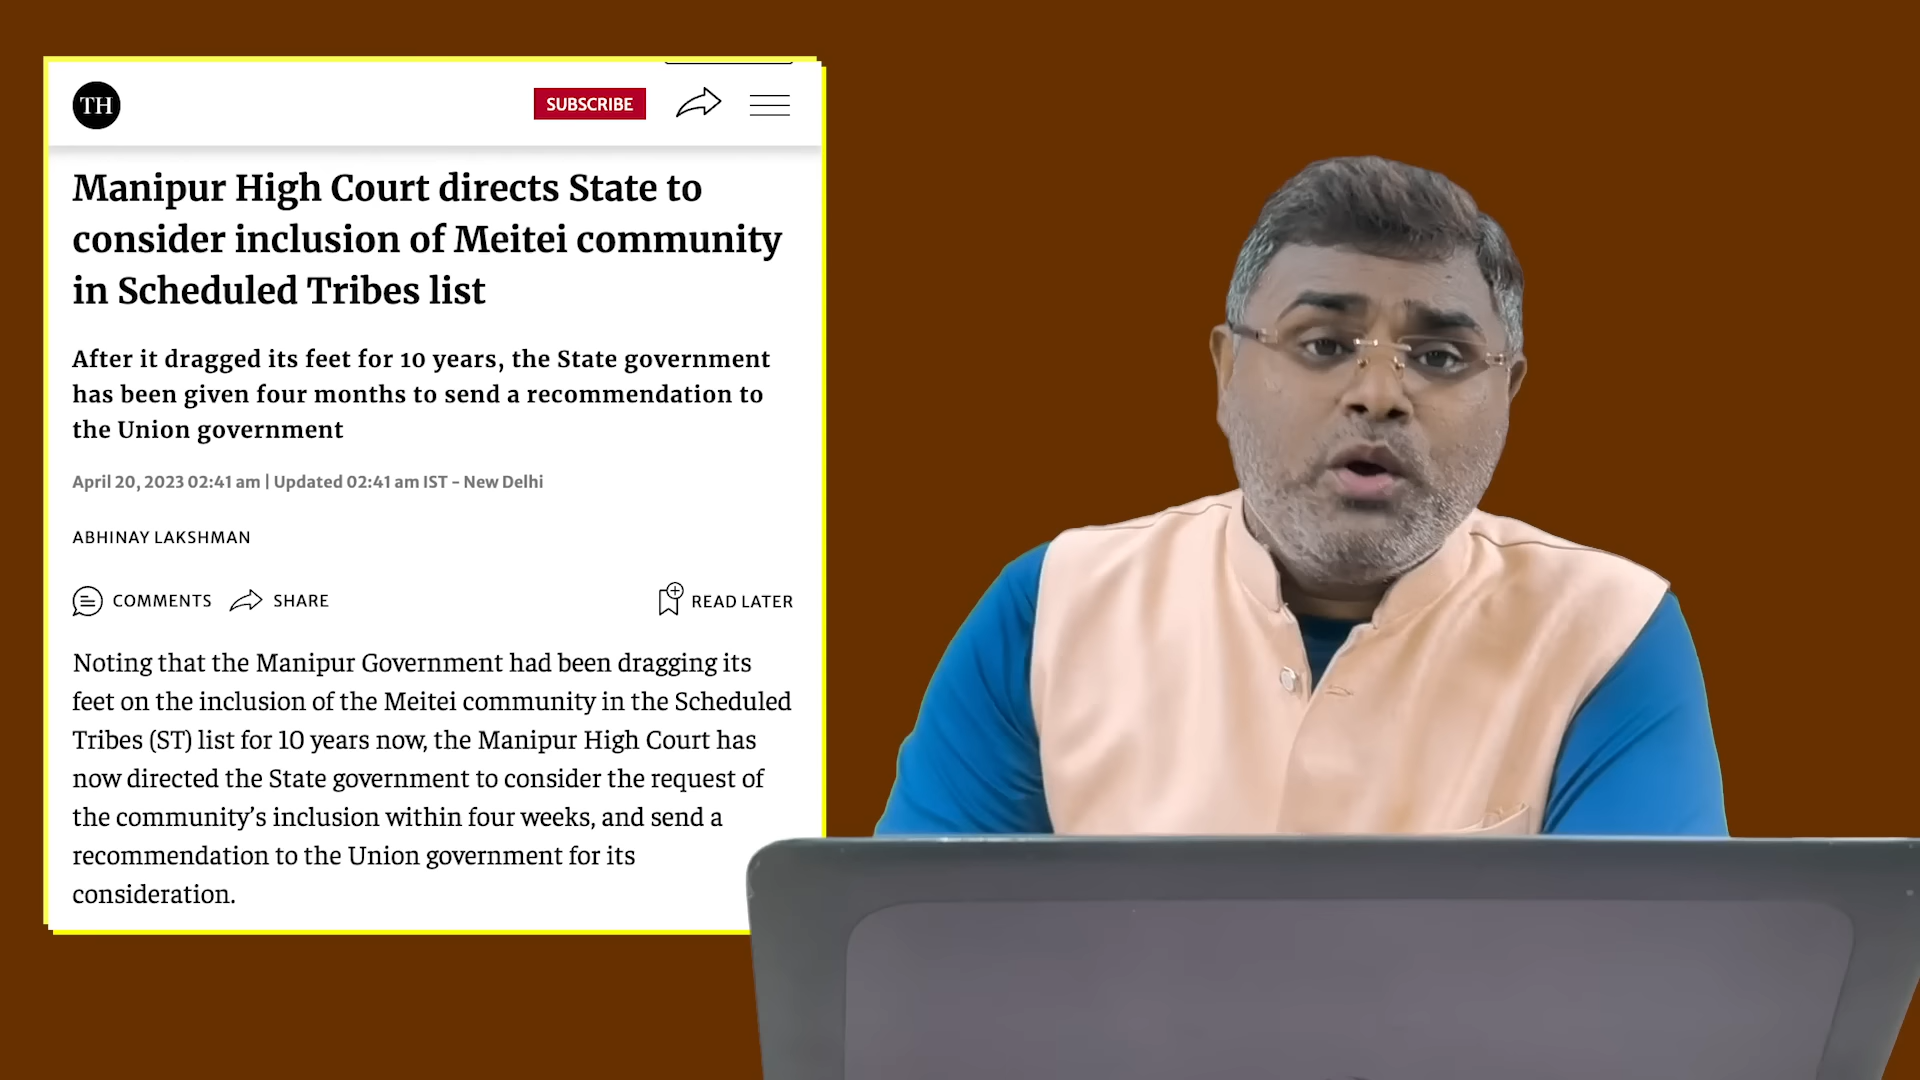 TH
SUBSCRIBE
Manipur High Court directs State to
consider inclusion of Meitei community
in Scheduled Tribes list
After it dragged its feet for 10 years, the State government
has been given four months to send a recommendation to
the Union government
April 20, 2023 02:41 am | Updated 02:41 am IST - New Delhi
ABHINAY LAKSHMAN
COMMENTS SHARE READ LATER
Noting that the Manipur Government had been dragging its
feet on the inclusion of the Meitei community in the Scheduled
Tribes (ST) list for 10 years now, the Manipur High Court has
now directed the State government to consider the request of
the community’s inclusion within four weeks, and send a
recommendation to the Union government for its
consideration.